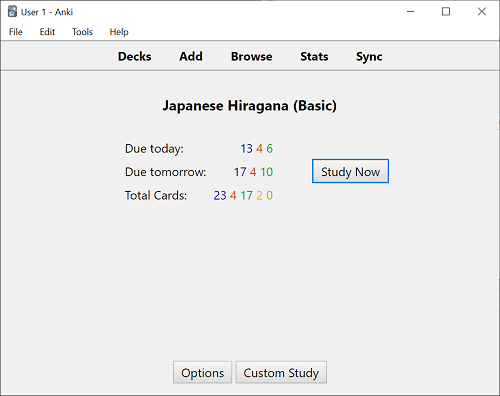 User 1 - Anki
File Edit Tools Help
Decks Add Browse Stats Sync
Japanese Hiragana (Basic)
Due today: 13 4 6
Due tomorrow: 17 4 10
Total Cards: 23 4 17 2 0
Study Now
Options Custom Study